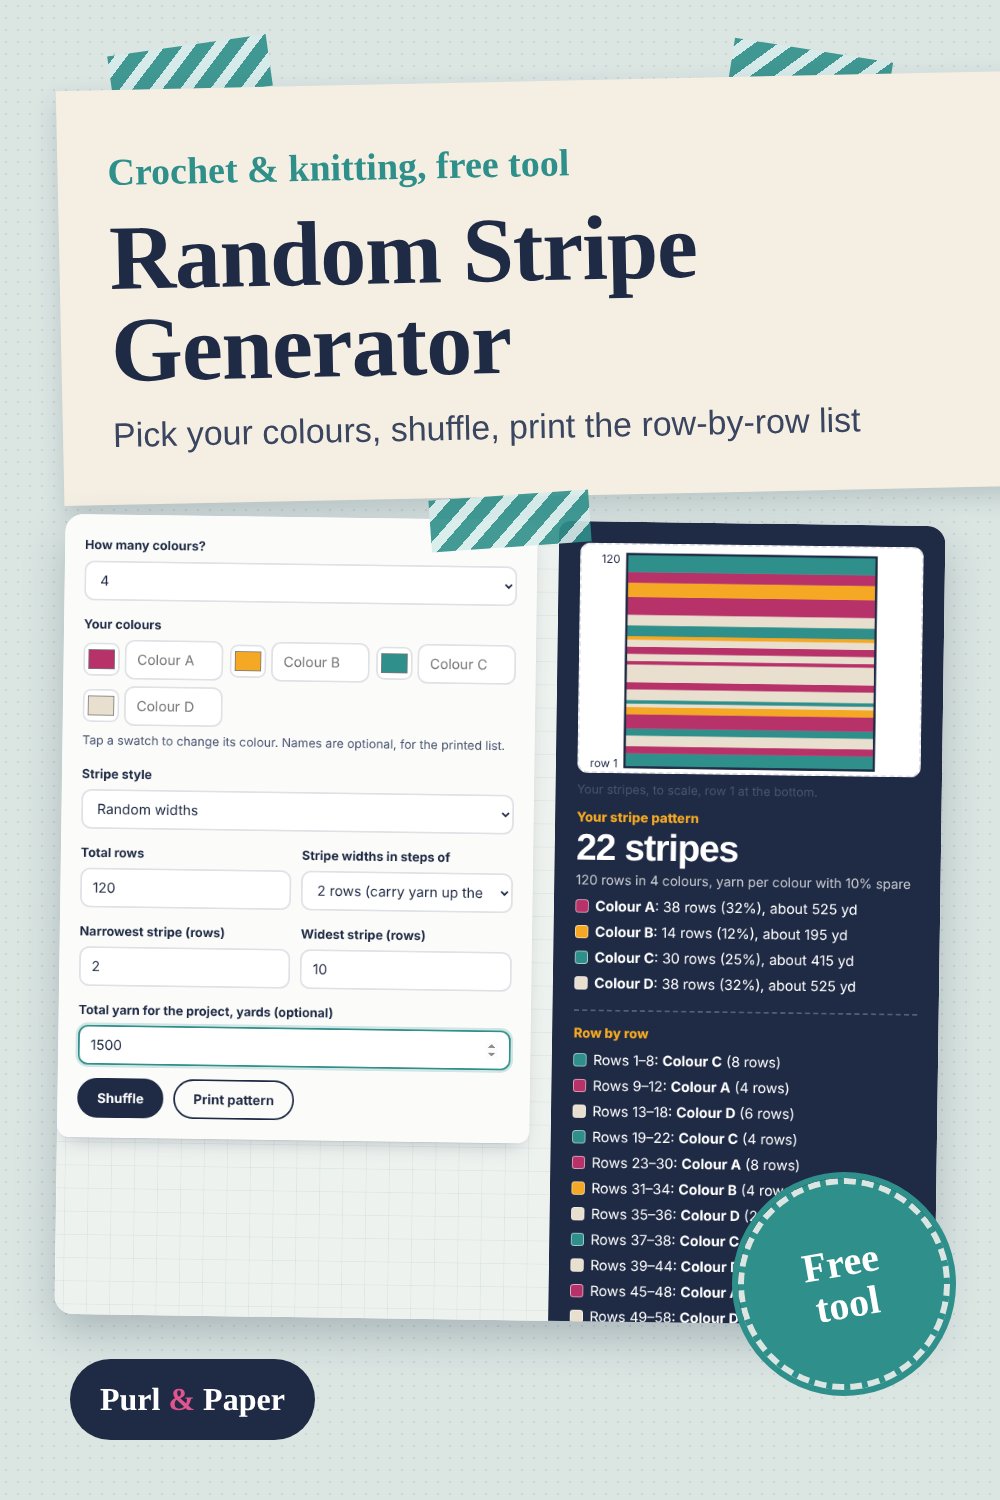 Crochet & knitting, free tool
Random Stripe
Generator
Pick your colours, shuffle, print the row-by-row list
How many colours?
4
Your colours
Colour A
Colour B
Colour C
Colour D
Tap a swatch to change its colour. Names are optional, for the printed list.
Stripe style
Random widths
Total rows
Stripe widths in steps of
120
2 rows (carry yarn up the
Narrowest stripe (rows)
Widest stripe (rows)
2
10
Total yarn for the project, yards (optional)
1500
Shuffle
Print pattern
120
row 1
Your stripes, to scale, row 1 at the bottom.
Your stripe pattern
22 stripes
120 rows in 4 colours, yarn per colour with 10% spare
Colour A: 38 rows (32%), about 525 yd
Colour B: 14 rows (12%), about 195 yd
Colour C: 30 rows (25%), about 415 yd
Colour D: 38 rows (32%), about 525 yd
Row by row
Rows 1–8: Colour C (8 rows)
Rows 9–12: Colour A (4 rows)
Rows 13–18: Colour D (6 rows)
Rows 19–22: Colour C (4 rows)
Rows 23–30: Colour A (8 rows)
Rows 31–34: Colour B (4 row
Rows 35–36: Colour D (2
Rows 37–38: Colour C
Rows 39–44: Colour
Rows 45–48: Colour
Rows 49–58: Colour D
Free
tool
Purl & Paper